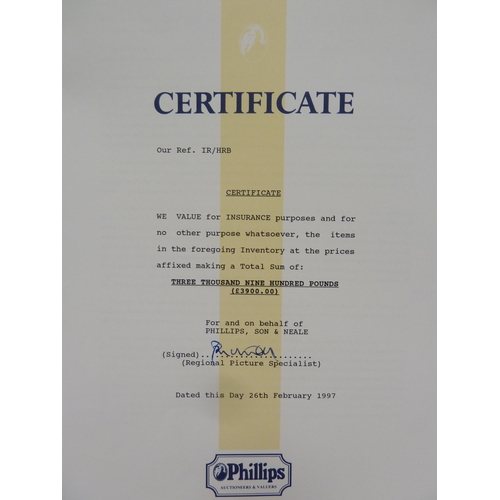 CERTIFICATE
Our Ref. IR/HRB
CERTIFICATE
WE VALUE for INSURANCE purposes and for
no other purpose whatsoever, the items
in the foregoing Inventory at the prices
affixed making a Total Sum of:
THREE THOUSAND NINE HUNDRED POUNDS
(£3900.00)
For and on behalf of
PHILLIPS, SON & NEALE
(Signed)......................
(Regional Picture Specialist)
Dated this Day 26th February 1997
Phillips
AUCTIONEERS & VALUERS